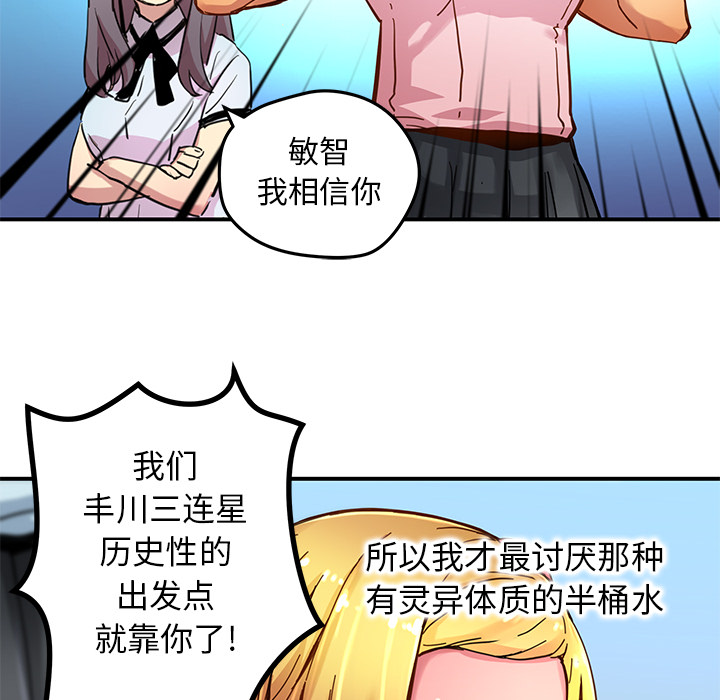 敏智
我相信你
我们
丰川三连星
历史性的
出发点
就靠你了!
所以我才最讨厌那种
有灵异体质的半桶水